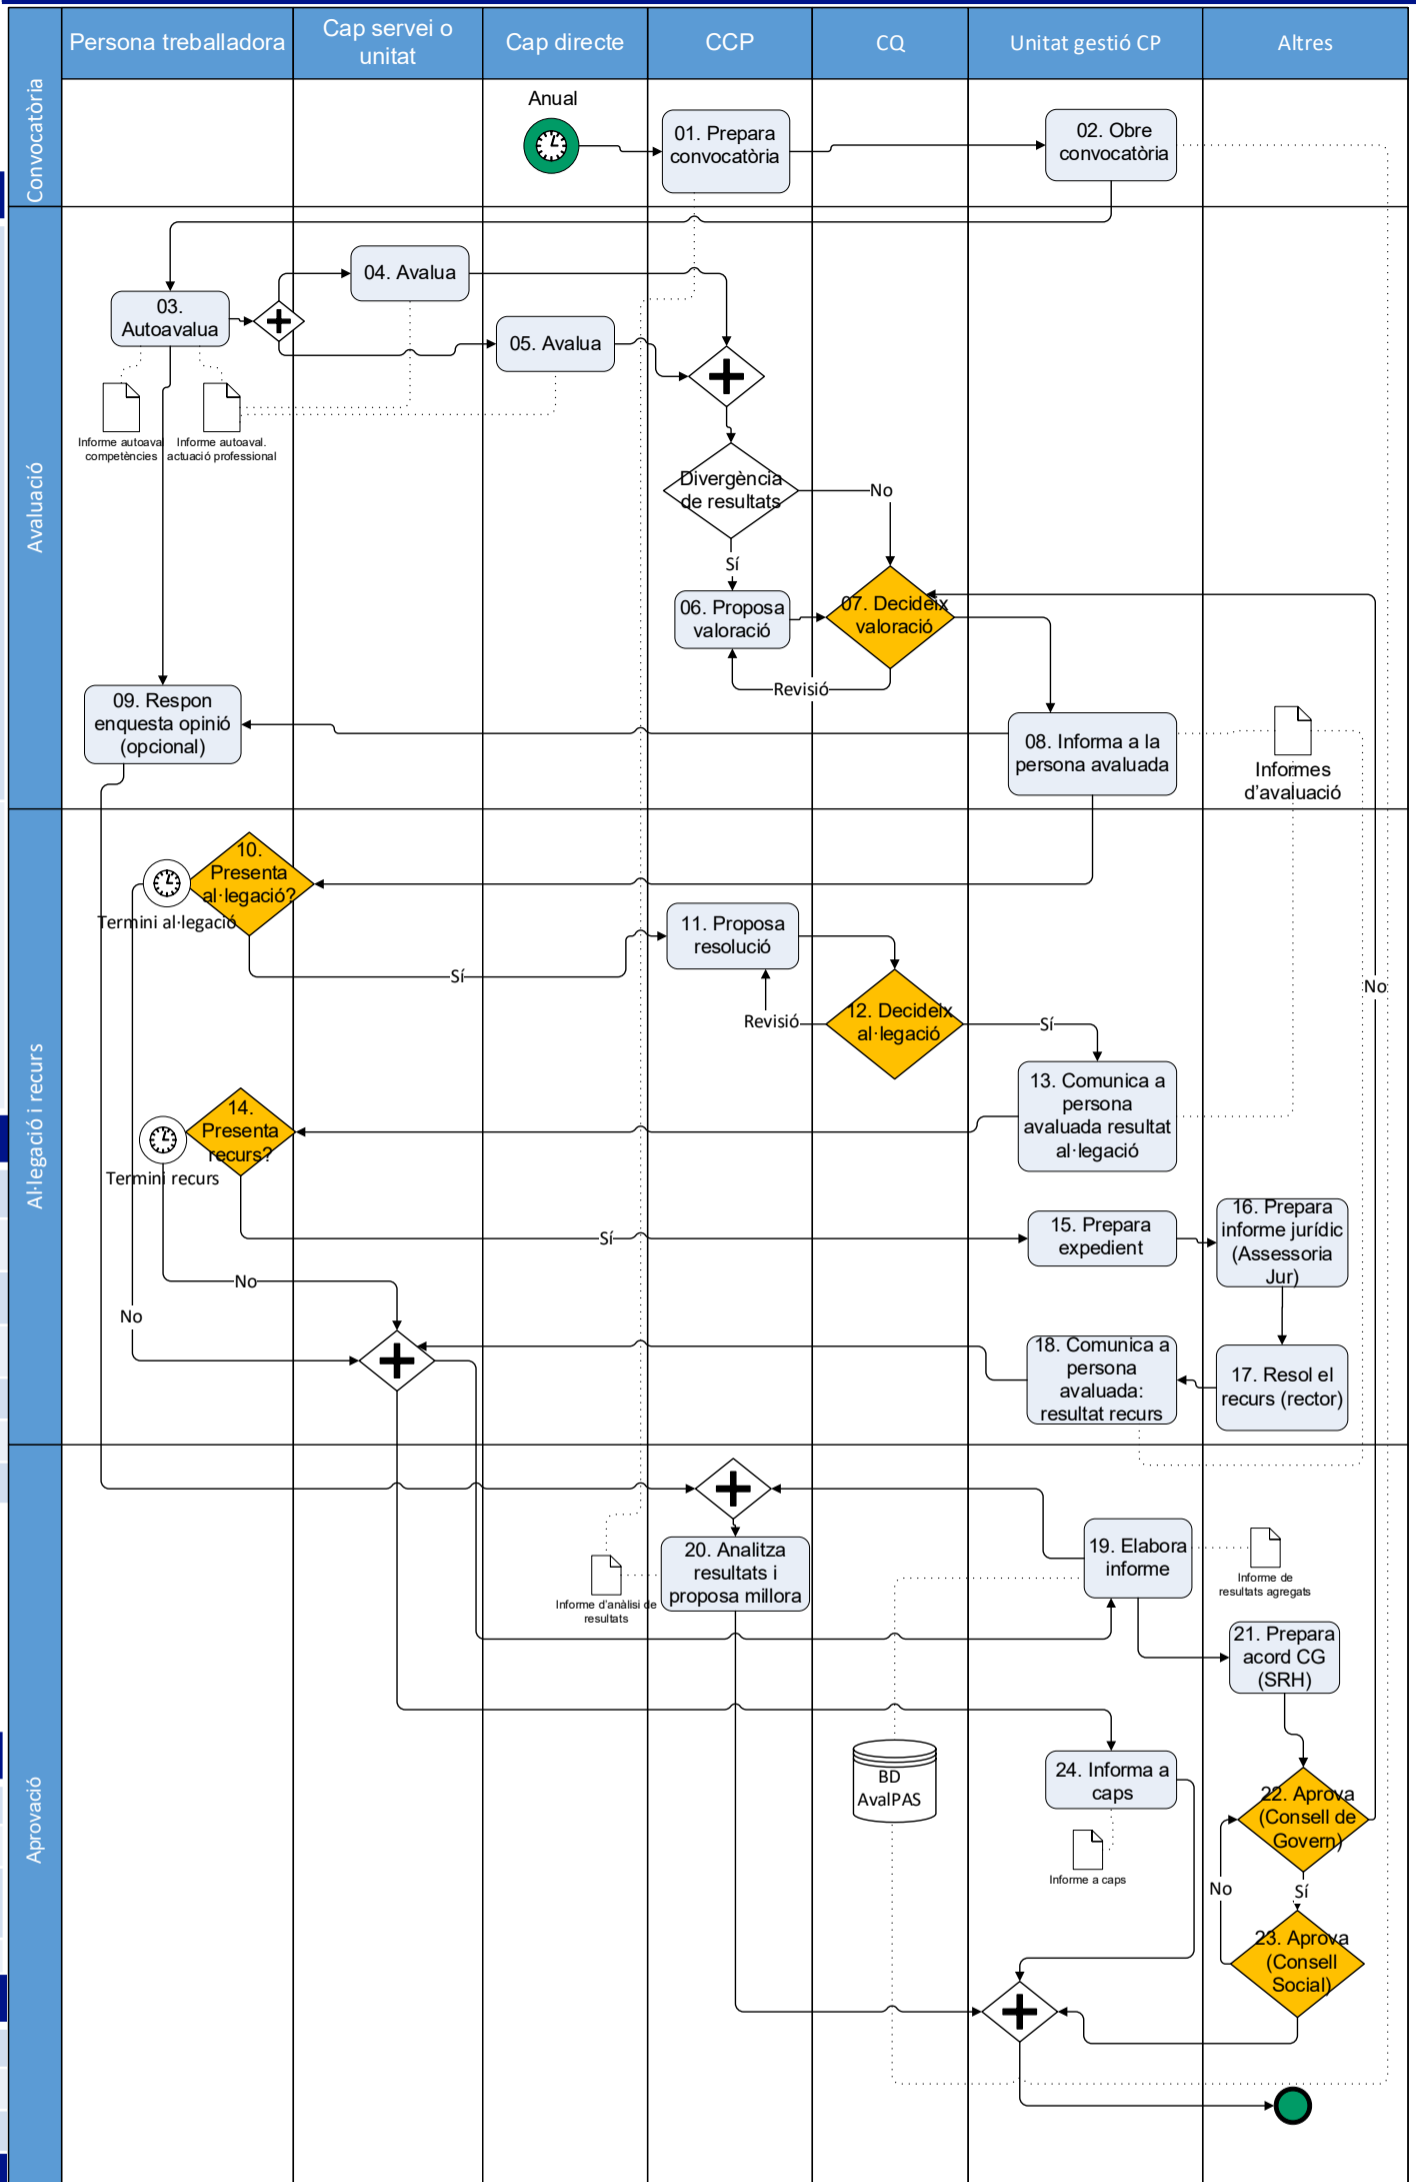 Persona treballadora
Cap servei o
unitat
Cap directe
CCP
CQ
Unitat gestió CP
Altres
Convocatòria
Anual
01. Prepara
convocatòria
02. Obre
convocatòria
Avaluació
03.
Autoavalua
04. Avalua
05. Avalua
Informe autoaval
competències
Informe autoaval.
actuació professional
Divergència
de resultats
No
Sí
06. Proposa
valoració
07. Decideix
valoració
Revisió
08. Informa a la
persona avaluada
09. Respon
enquesta opinió
(opcional)
Informes
d'avaluació
Al·legació i recurs
10.
Presenta
al·legació?
Termini al·legació
Sí
11. Proposa
resolució
12. Decideix
al·legació
Revisió
Sí
No
13. Comunica a
persona
avaluada resultat
al·legació
14.
Presenta
recurs?
Termini recurs
Sí
15. Prepara
expedient
16. Prepara
informe jurídic
(Assessoria
Jur)
No
No
17. Resol el
recurs (rector)
18. Comunica a
persona
avaluada:
resultat recurs
Aprovació
19. Elabora
informe
Informe de
resultats agregats
20. Analitza
resultats i
proposa millora
Informe d'anàlisi de
resultats
21. Prepara
acord CG
(SRH)
BD
AvalPAS
24. Informa a
caps
Informe a caps
22. Aprova
(Consell de
Govern)
No
Sí
23. Aprova
(Consell
Social)